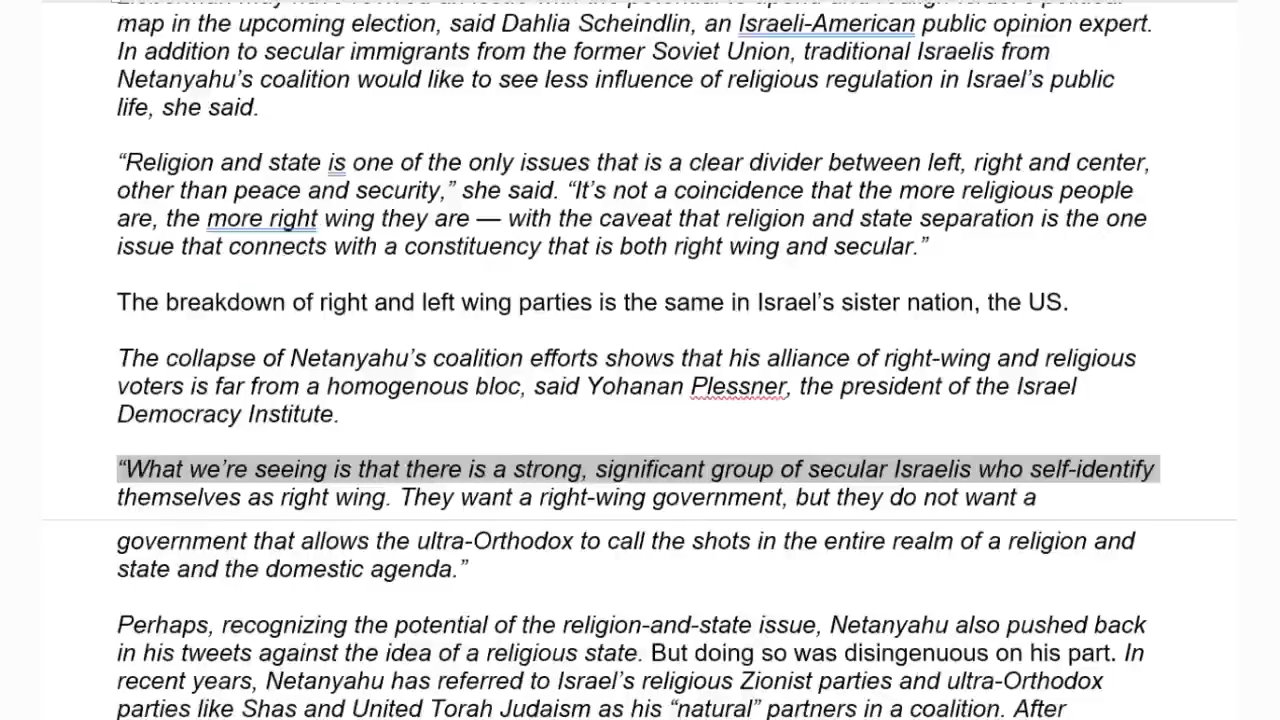 map in the upcoming election, said Dahlia Scheindlin, an Israeli-American public opinion expert.
In addition to secular immigrants from the former Soviet Union, traditional Israelis from
Netanyahu’s coalition would like to see less influence of religious regulation in Israel’s public
life, she said.
“Religion and state is one of the only issues that is a clear divider between left, right and center,
other than peace and security,” she said. “It’s not a coincidence that the more religious people
are, the more right wing they are — with the caveat that religion and state separation is the one
issue that connects with a constituency that is both right wing and secular.”
The breakdown of right and left wing parties is the same in Israel’s sister nation, the US.
The collapse of Netanyahu’s coalition efforts shows that his alliance of right-wing and religious
voters is far from a homogenous bloc, said Yohanan Plessner, the president of the Israel
Democracy Institute.
“What we’re seeing is that there is a strong, significant group of secular Israelis who self-identify
themselves as right wing. They want a right-wing government, but they do not want a
government that allows the ultra-Orthodox to call the shots in the entire realm of a religion and
state and the domestic agenda.”
Perhaps, recognizing the potential of the religion-and-state issue, Netanyahu also pushed back
in his tweets against the idea of a religious state. But doing so was disingenuous on his part. In
recent years, Netanyahu has referred to Israel’s religious Zionist parties and ultra-Orthodox
parties like Shas and United Torah Judaism as his “natural” partners in a coalition. After